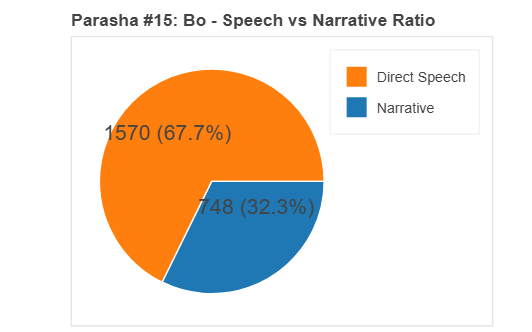 Parasha #15: Bo - Speech vs Narrative Ratio
Direct Speech
Narrative
1570 (67.7%)
748 (32.3%)